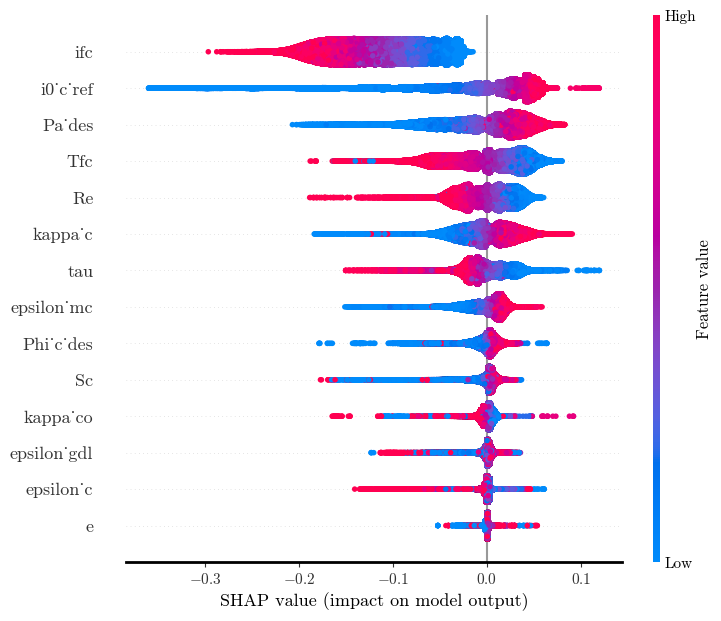 High
ifc
i0˙c˙ref
Pa˙des
Tfc
Re
kappa˙c
tau
epsilon˙mc
Phi˙c˙des
Sc
kappa˙co
epsilon˙gdl
epsilon˙c
e
Feature value
Low
−0.3 −0.2 −0.1 0.0 0.1
SHAP value (impact on model output)